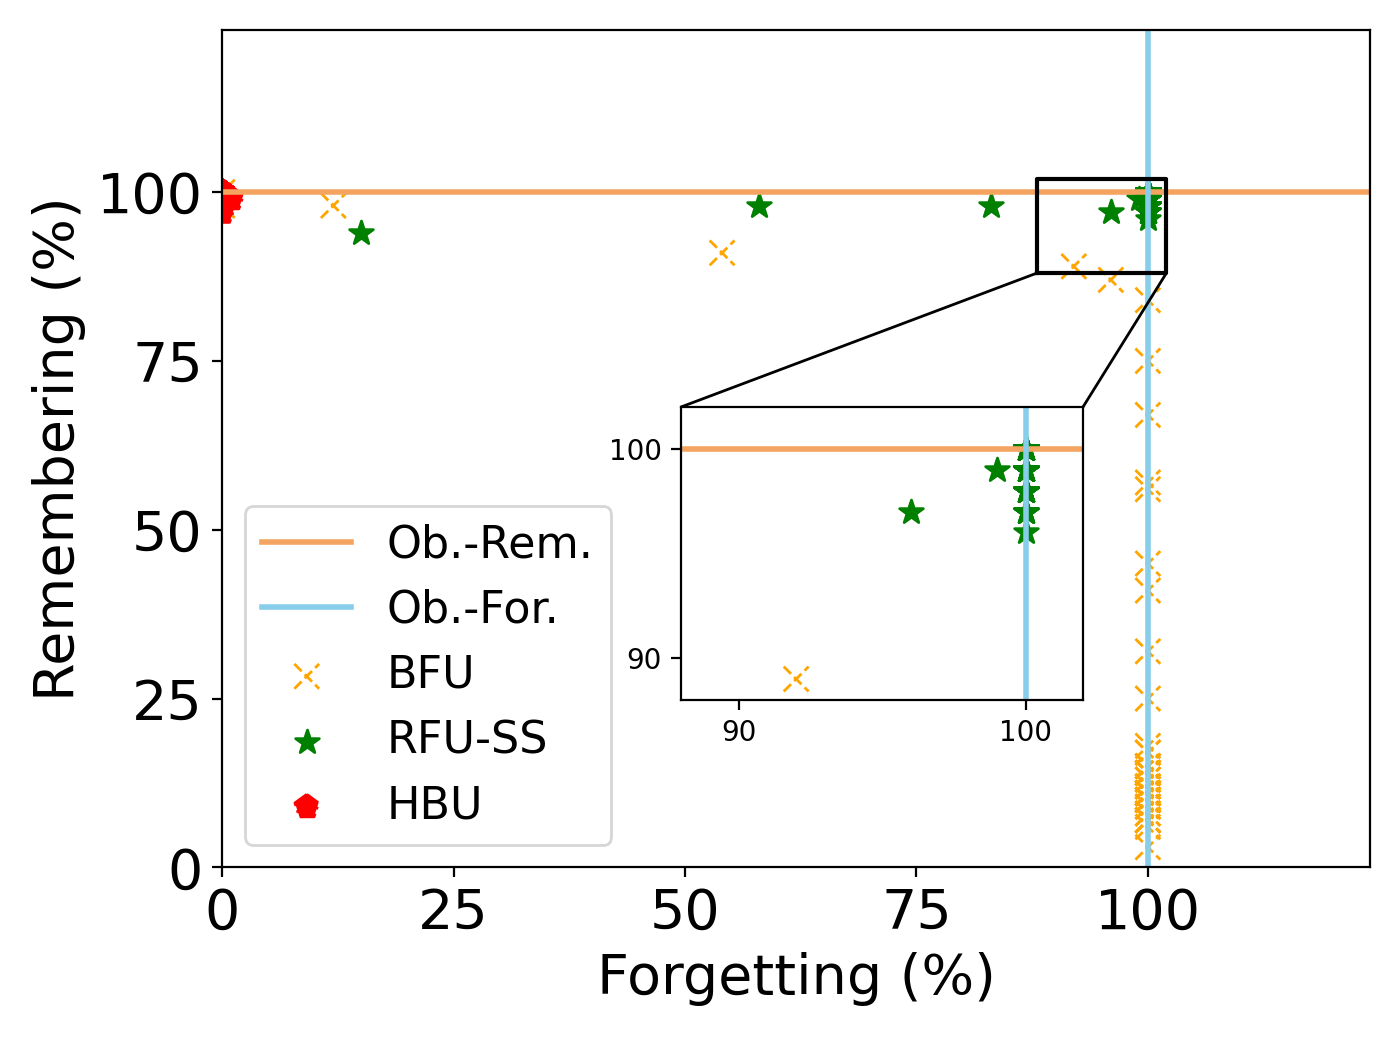 Remembering (%)
100
75
50
25
0
Ob.-Rem.
Ob.-For.
BFU
RFU-SS
HBU
100
90
90 100
0 25 50 75 100
Forgetting (%)